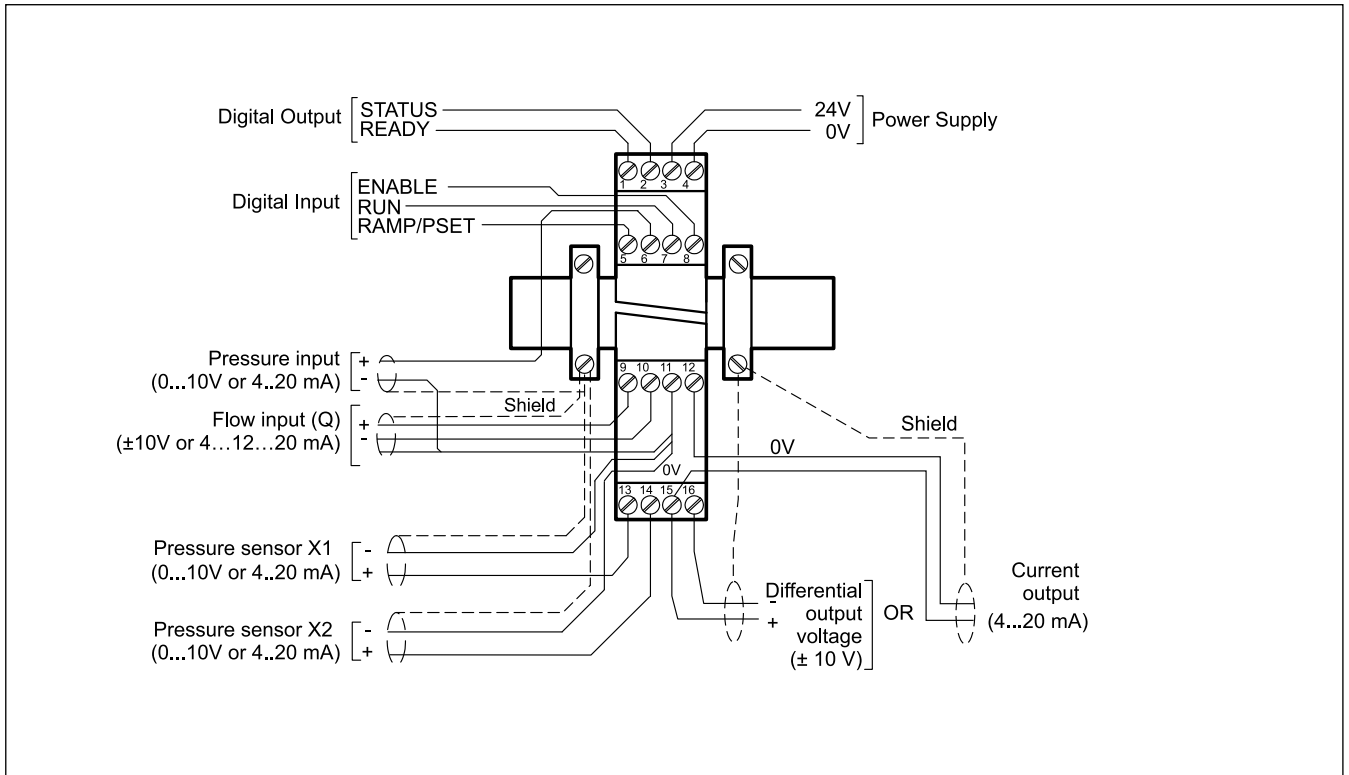 Digital Output
STATUS
READY
24V
0V
Power Supply
1 2 3 4
Digital Input
ENABLE
RUN
RAMP/PSET
5 6 7 8
Pressure input
(0...10V or 4..20 mA)
+
-
9 10 11 12
Shield
Flow input (Q)
(±10V or 4…12…20 mA)
+
-
Shield
0V
0V
13 14 15 16
Pressure sensor X1
(0...10V or 4..20 mA)
-
+
Pressure sensor X2
(0...10V or 4..20 mA)
-
+
Differential
output
voltage
(± 10 V)
-
+
OR
Current
output
(4...20 mA)